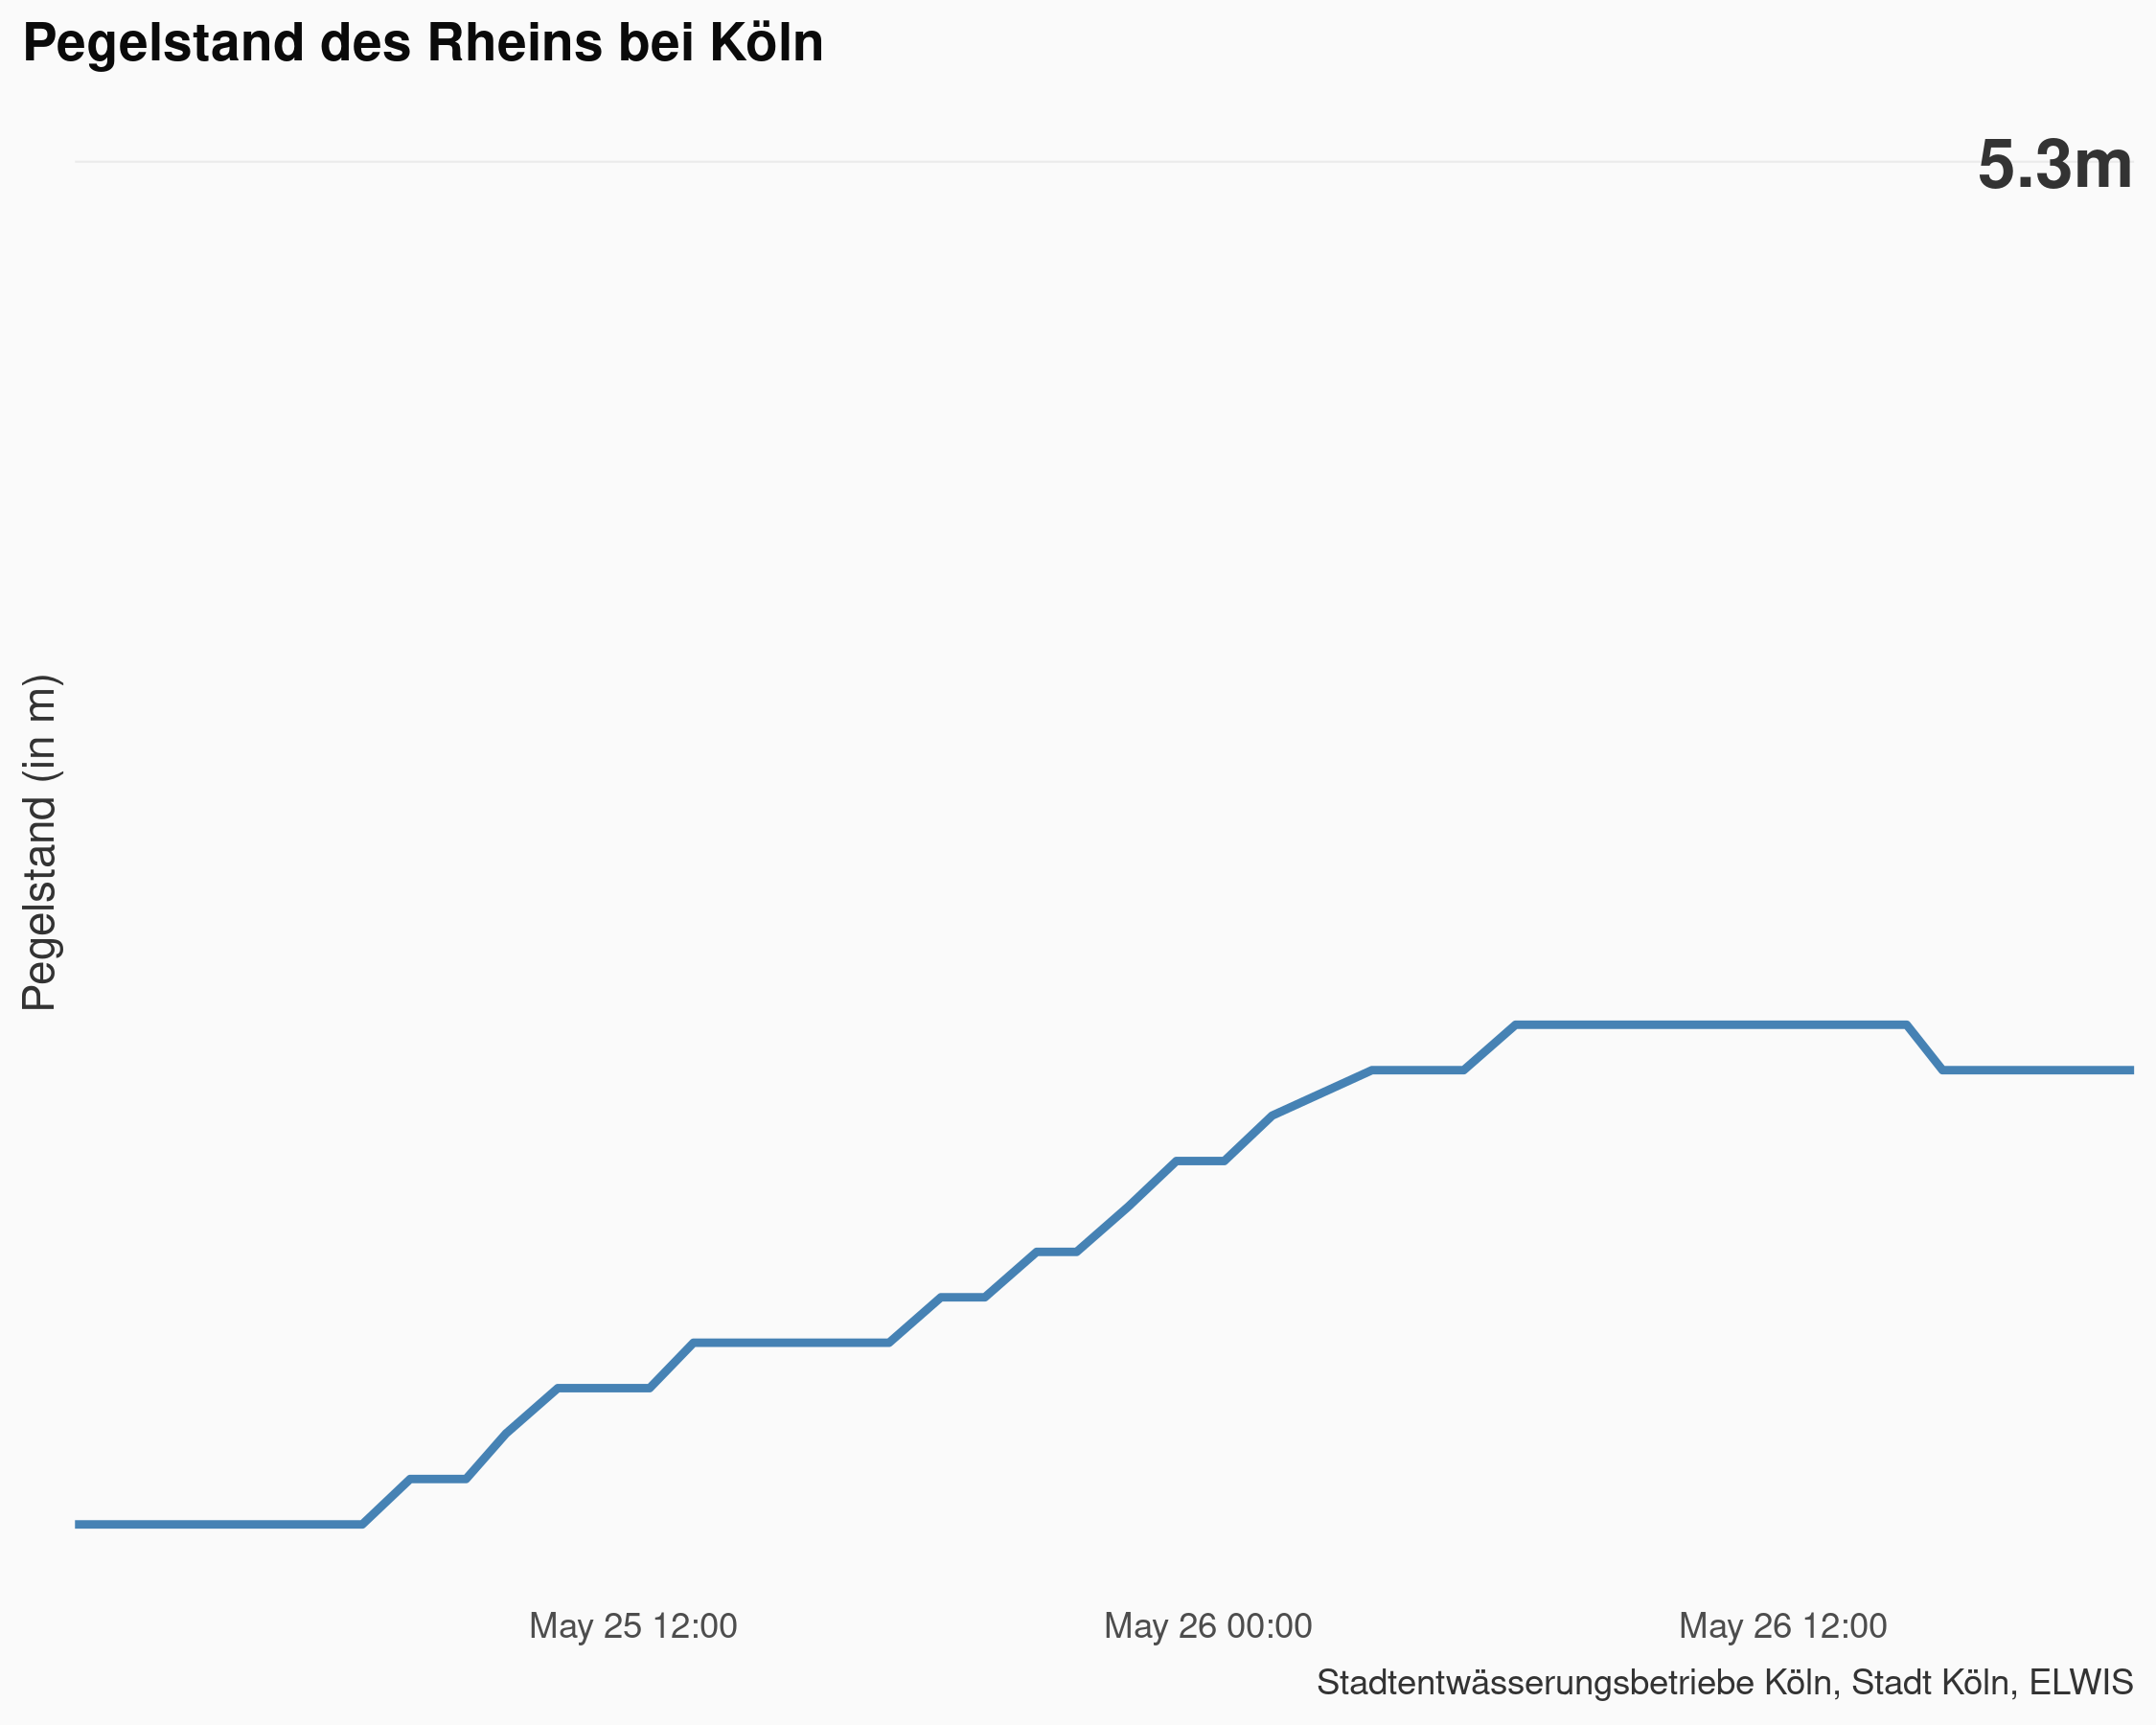 Pegelstand des Rheins bei Köln
5.3m
Pegelstand (in m)
May 25 12:00
May 26 00:00
May 26 12:00
Stadtentwässerungsbetriebe Köln, Stadt Köln, ELWIS